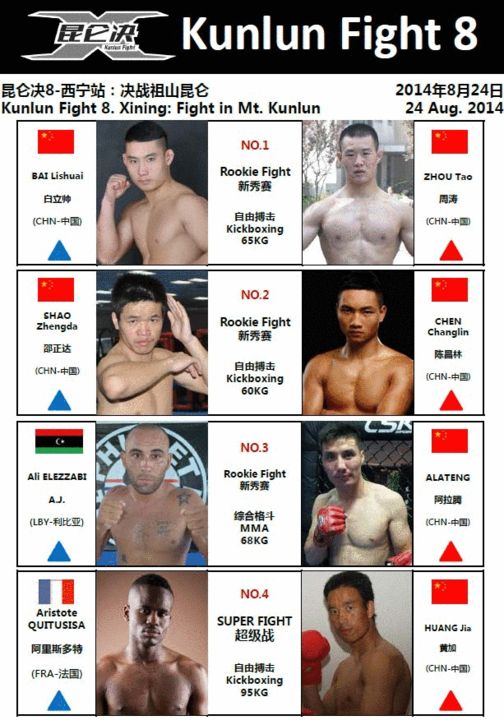 昆仑决
Kunlun Fight
Kunlun Fight 8
昆仑决8-西宁站：决战祖山昆仑
2014年8月24日
Kunlun Fight 8. Xining: Fight in Mt. Kunlun
24 Aug. 2014
BAI Lishuai
白立帅
(CHN-中国)
NO.1
Rookie Fight
新秀赛
自由搏击
Kickboxing
65KG
ZHOU Tao
周涛
(CHN-中国)
SHAO
Zhengda
邵正达
(CHN-中国)
NO.2
Rookie Fight
新秀赛
自由搏击
Kickboxing
60KG
CHEN
Changlin
陈昌林
(CHN-中国)
Ali ELEZZABI
A.J.
(LBY-利比亚)
NO.3
Rookie Fight
新秀赛
综合格斗
MMA
68KG
ALATENG
阿拉腾
(CHN-中国)
Aristote
QUITUSISA
阿里斯多特
(FRA-法国)
NO.4
SUPER FIGHT
超级战
自由搏击
Kickboxing
95KG
HUANG Jia
黄加
(CHN-中国)